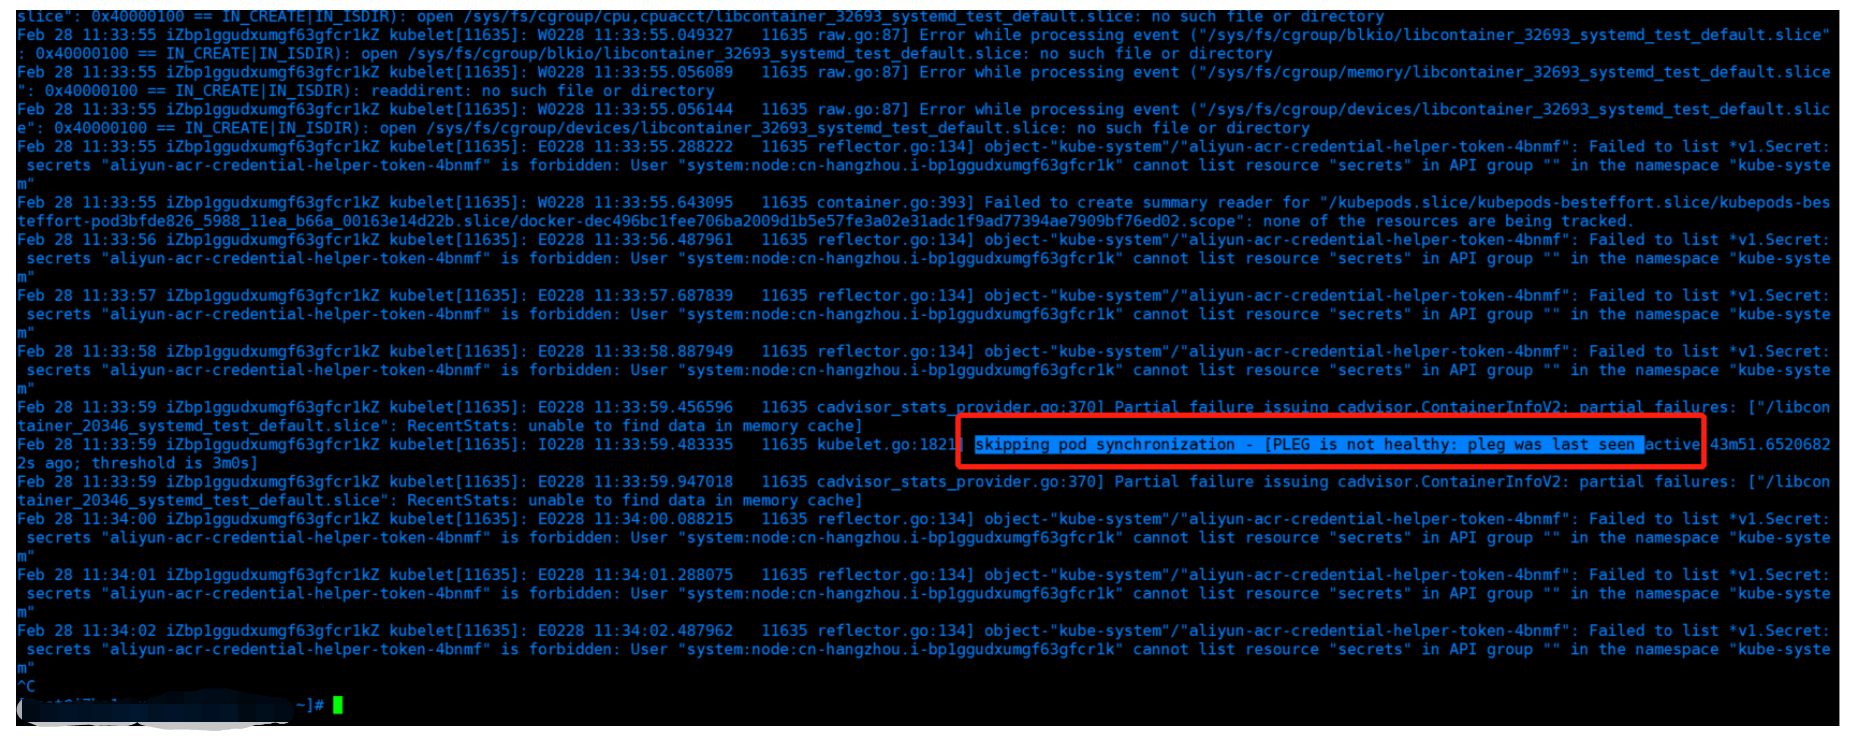 slice": 0x40000100 == IN_CREATE|IN_ISDIR): open /sys/fs/cgroup/cpu,cpuacct/libcontainer_32693_systemd_test_default.slice: no such file or directory
Feb 28 11:33:55 iZbp1ggudxumgf63gfcr1kZ kubelet[11635]: W0228 11:33:55.049327   11635 raw.go:87] Error while processing event ("/sys/fs/cgroup/blkio/libcontainer_32693_systemd_test_default.slice"
: 0x40000100 == IN_CREATE|IN_ISDIR): open /sys/fs/cgroup/blkio/libcontainer_32693_systemd_test_default.slice: no such file or directory
Feb 28 11:33:55 iZbp1ggudxumgf63gfcr1kZ kubelet[11635]: W0228 11:33:55.056089   11635 raw.go:87] Error while processing event ("/sys/fs/cgroup/memory/libcontainer_32693_systemd_test_default.slice
": 0x40000100 == IN_CREATE|IN_ISDIR): readdirent: no such file or directory
Feb 28 11:33:55 iZbp1ggudxumgf63gfcr1kZ kubelet[11635]: W0228 11:33:55.056144   11635 raw.go:87] Error while processing event ("/sys/fs/cgroup/devices/libcontainer_32693_systemd_test_default.slic
e": 0x40000100 == IN_CREATE|IN_ISDIR): open /sys/fs/cgroup/devices/libcontainer_32693_systemd_test_default.slice: no such file or directory
Feb 28 11:33:55 iZbp1ggudxumgf63gfcr1kZ kubelet[11635]: E0228 11:33:55.288222   11635 reflector.go:134] object-"kube-system"/"aliyun-acr-credential-helper-token-4bnmf": Failed to list *v1.Secret:
 secrets "aliyun-acr-credential-helper-token-4bnmf" is forbidden: User "system:node:cn-hangzhou.i-bp1ggudxumgf63gfcr1k" cannot list resource "secrets" in API group "" in the namespace "kube-syste
m"
Feb 28 11:33:55 iZbp1ggudxumgf63gfcr1kZ kubelet[11635]: W0228 11:33:55.643095   11635 container.go:393] Failed to create summary reader for "/kubepods.slice/kubepods-besteffort.slice/kubepods-bes
teffort-pod3bfde826_5988_11ea_b66a_00163e14d22b.slice/docker-dec496bc1fee706ba2009d1b5e57fe3a02e31adc1f9ad77394ae7909bf76ed02.scope": none of the resources are being tracked.
Feb 28 11:33:56 iZbp1ggudxumgf63gfcr1kZ kubelet[11635]: E0228 11:33:56.487961   11635 reflector.go:134] object-"kube-system"/"aliyun-acr-credential-helper-token-4bnmf": Failed to list *v1.Secret:
 secrets "aliyun-acr-credential-helper-token-4bnmf" is forbidden: User "system:node:cn-hangzhou.i-bp1ggudxumgf63gfcr1k" cannot list resource "secrets" in API group "" in the namespace "kube-syste
m"
Feb 28 11:33:57 iZbp1ggudxumgf63gfcr1kZ kubelet[11635]: E0228 11:33:57.687839   11635 reflector.go:134] object-"kube-system"/"aliyun-acr-credential-helper-token-4bnmf": Failed to list *v1.Secret:
 secrets "aliyun-acr-credential-helper-token-4bnmf" is forbidden: User "system:node:cn-hangzhou.i-bp1ggudxumgf63gfcr1k" cannot list resource "secrets" in API group "" in the namespace "kube-syste
m"
Feb 28 11:33:58 iZbp1ggudxumgf63gfcr1kZ kubelet[11635]: E0228 11:33:58.887949   11635 reflector.go:134] object-"kube-system"/"aliyun-acr-credential-helper-token-4bnmf": Failed to list *v1.Secret:
 secrets "aliyun-acr-credential-helper-token-4bnmf" is forbidden: User "system:node:cn-hangzhou.i-bp1ggudxumgf63gfcr1k" cannot list resource "secrets" in API group "" in the namespace "kube-syste
m"
Feb 28 11:33:59 iZbp1ggudxumgf63gfcr1kZ kubelet[11635]: E0228 11:33:59.456596   11635 cadvisor_stats_provider.go:370] Partial failure issuing cadvisor.ContainerInfoV2: partial failures: ["/libcon
tainer_20346_systemd_test_default.slice": RecentStats: unable to find data in memory cache]
Feb 28 11:33:59 iZbp1ggudxumgf63gfcr1kZ kubelet[11635]: I0228 11:33:59.483335   11635 kubelet.go:1821] skipping pod synchronization - [PLEG is not healthy: pleg was last seen active 43m51.6520682
2s ago; threshold is 3m0s]
Feb 28 11:33:59 iZbp1ggudxumgf63gfcr1kZ kubelet[11635]: E0228 11:33:59.947018   11635 cadvisor_stats_provider.go:370] Partial failure issuing cadvisor.ContainerInfoV2: partial failures: ["/libcon
tainer_20346_systemd_test_default.slice": RecentStats: unable to find data in memory cache]
Feb 28 11:34:00 iZbp1ggudxumgf63gfcr1kZ kubelet[11635]: E0228 11:34:00.088215   11635 reflector.go:134] object-"kube-system"/"aliyun-acr-credential-helper-token-4bnmf": Failed to list *v1.Secret:
 secrets "aliyun-acr-credential-helper-token-4bnmf" is forbidden: User "system:node:cn-hangzhou.i-bp1ggudxumgf63gfcr1k" cannot list resource "secrets" in API group "" in the namespace "kube-syste
m"
Feb 28 11:34:01 iZbp1ggudxumgf63gfcr1kZ kubelet[11635]: E0228 11:34:01.288075   11635 reflector.go:134] object-"kube-system"/"aliyun-acr-credential-helper-token-4bnmf": Failed to list *v1.Secret:
 secrets "aliyun-acr-credential-helper-token-4bnmf" is forbidden: User "system:node:cn-hangzhou.i-bp1ggudxumgf63gfcr1k" cannot list resource "secrets" in API group "" in the namespace "kube-syste
m"
Feb 28 11:34:02 iZbp1ggudxumgf63gfcr1kZ kubelet[11635]: E0228 11:34:02.487962   11635 reflector.go:134] object-"kube-system"/"aliyun-acr-credential-helper-token-4bnmf": Failed to list *v1.Secret:
 secrets "aliyun-acr-credential-helper-token-4bnmf" is forbidden: User "system:node:cn-hangzhou.i-bp1ggudxumgf63gfcr1k" cannot list resource "secrets" in API group "" in the namespace "kube-syste
m"
^C
~]#